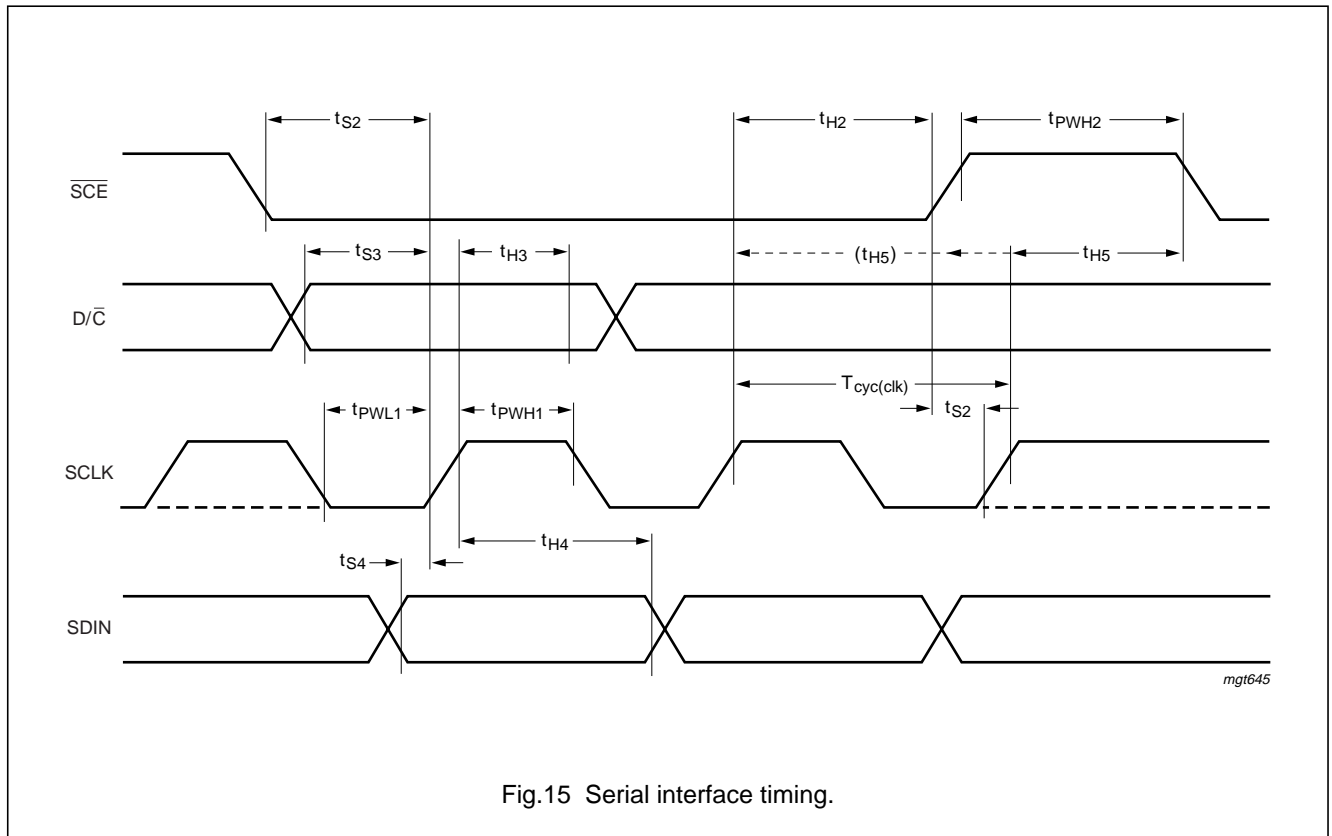 tS2
tH2
tPWH2
SCE
tS3
tH3
(tH5)
tH5
D/C
Tcyc(clk)
tPWL1
tPWH1
tS2
SCLK
tH4
tS4
SDIN
mgt645
Fig.15 Serial interface timing.